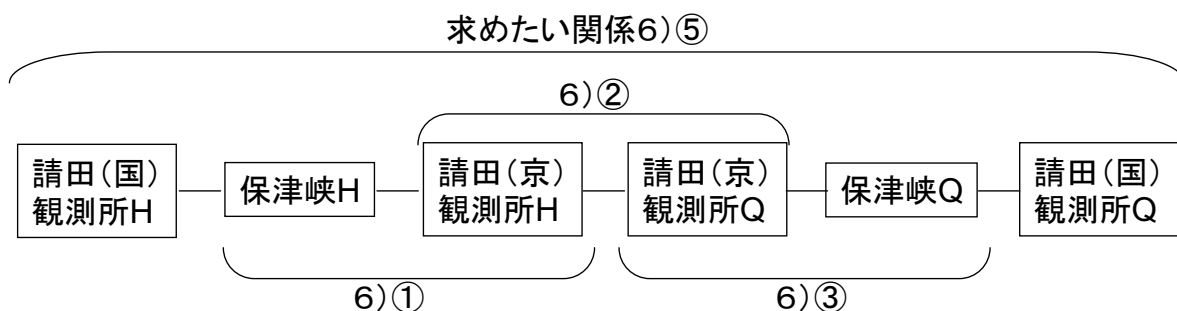 求めたい関係6)⑤
6)②
請田(国)
観測所H
保津峡H
請田(京)
観測所H
請田(京)
観測所Q
保津峡Q
請田(国)
観測所Q
6)①
6)③